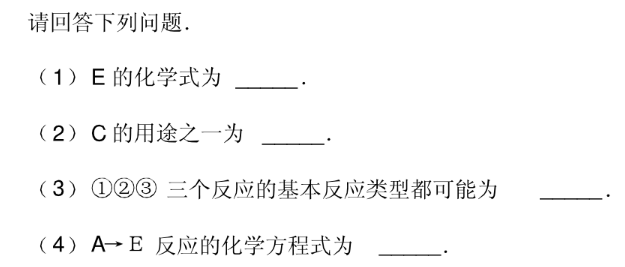 请回答下列问题.
（1）E 的化学式为 _____.
（2）C 的用途之一为 _____.
（3）①②③ 三个反应的基本反应类型都可能为 _____.
（4）A→ E 反应的化学方程式为 _____.